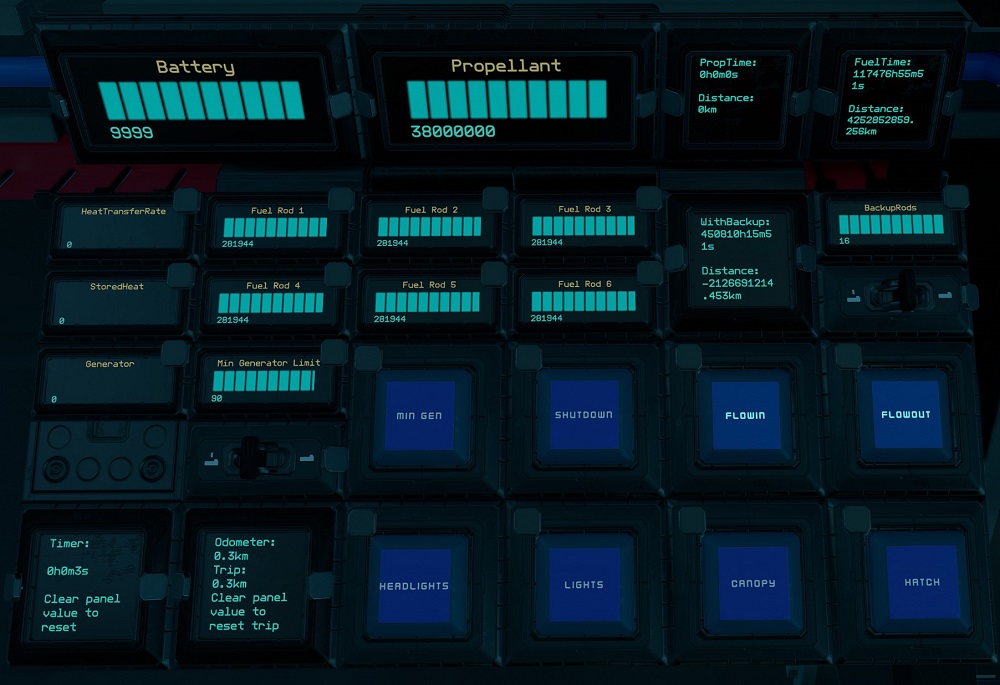 Battery
9999
Propellant
38000000
PropTime:
0h0m0s
Distance:
0km
FuelTime:
117476h55m5
1s
Distance:
4252852859.
256km
HeatTransferRate
0
Fuel Rod 1
281944
Fuel Rod 2
281944
Fuel Rod 3
281944
WithBackup:
450810h15m5
1s
Distance:
-2126691214
.453km
BackupRods
16
StoredHeat
0
Fuel Rod 4
281944
Fuel Rod 5
281944
Fuel Rod 6
281944
Generator
0
Min Generator Limit
90
MIN GEN
SHUTDOWN
FLOWIN
FLOWOUT
Timer:
0h0m3s
Clear panel
value to
reset
Odometer:
0.3km
Trip:
0.3km
Clear panel
value to
reset trip
HEADLIGHTS
LIGHTS
CANOPY
HATCH